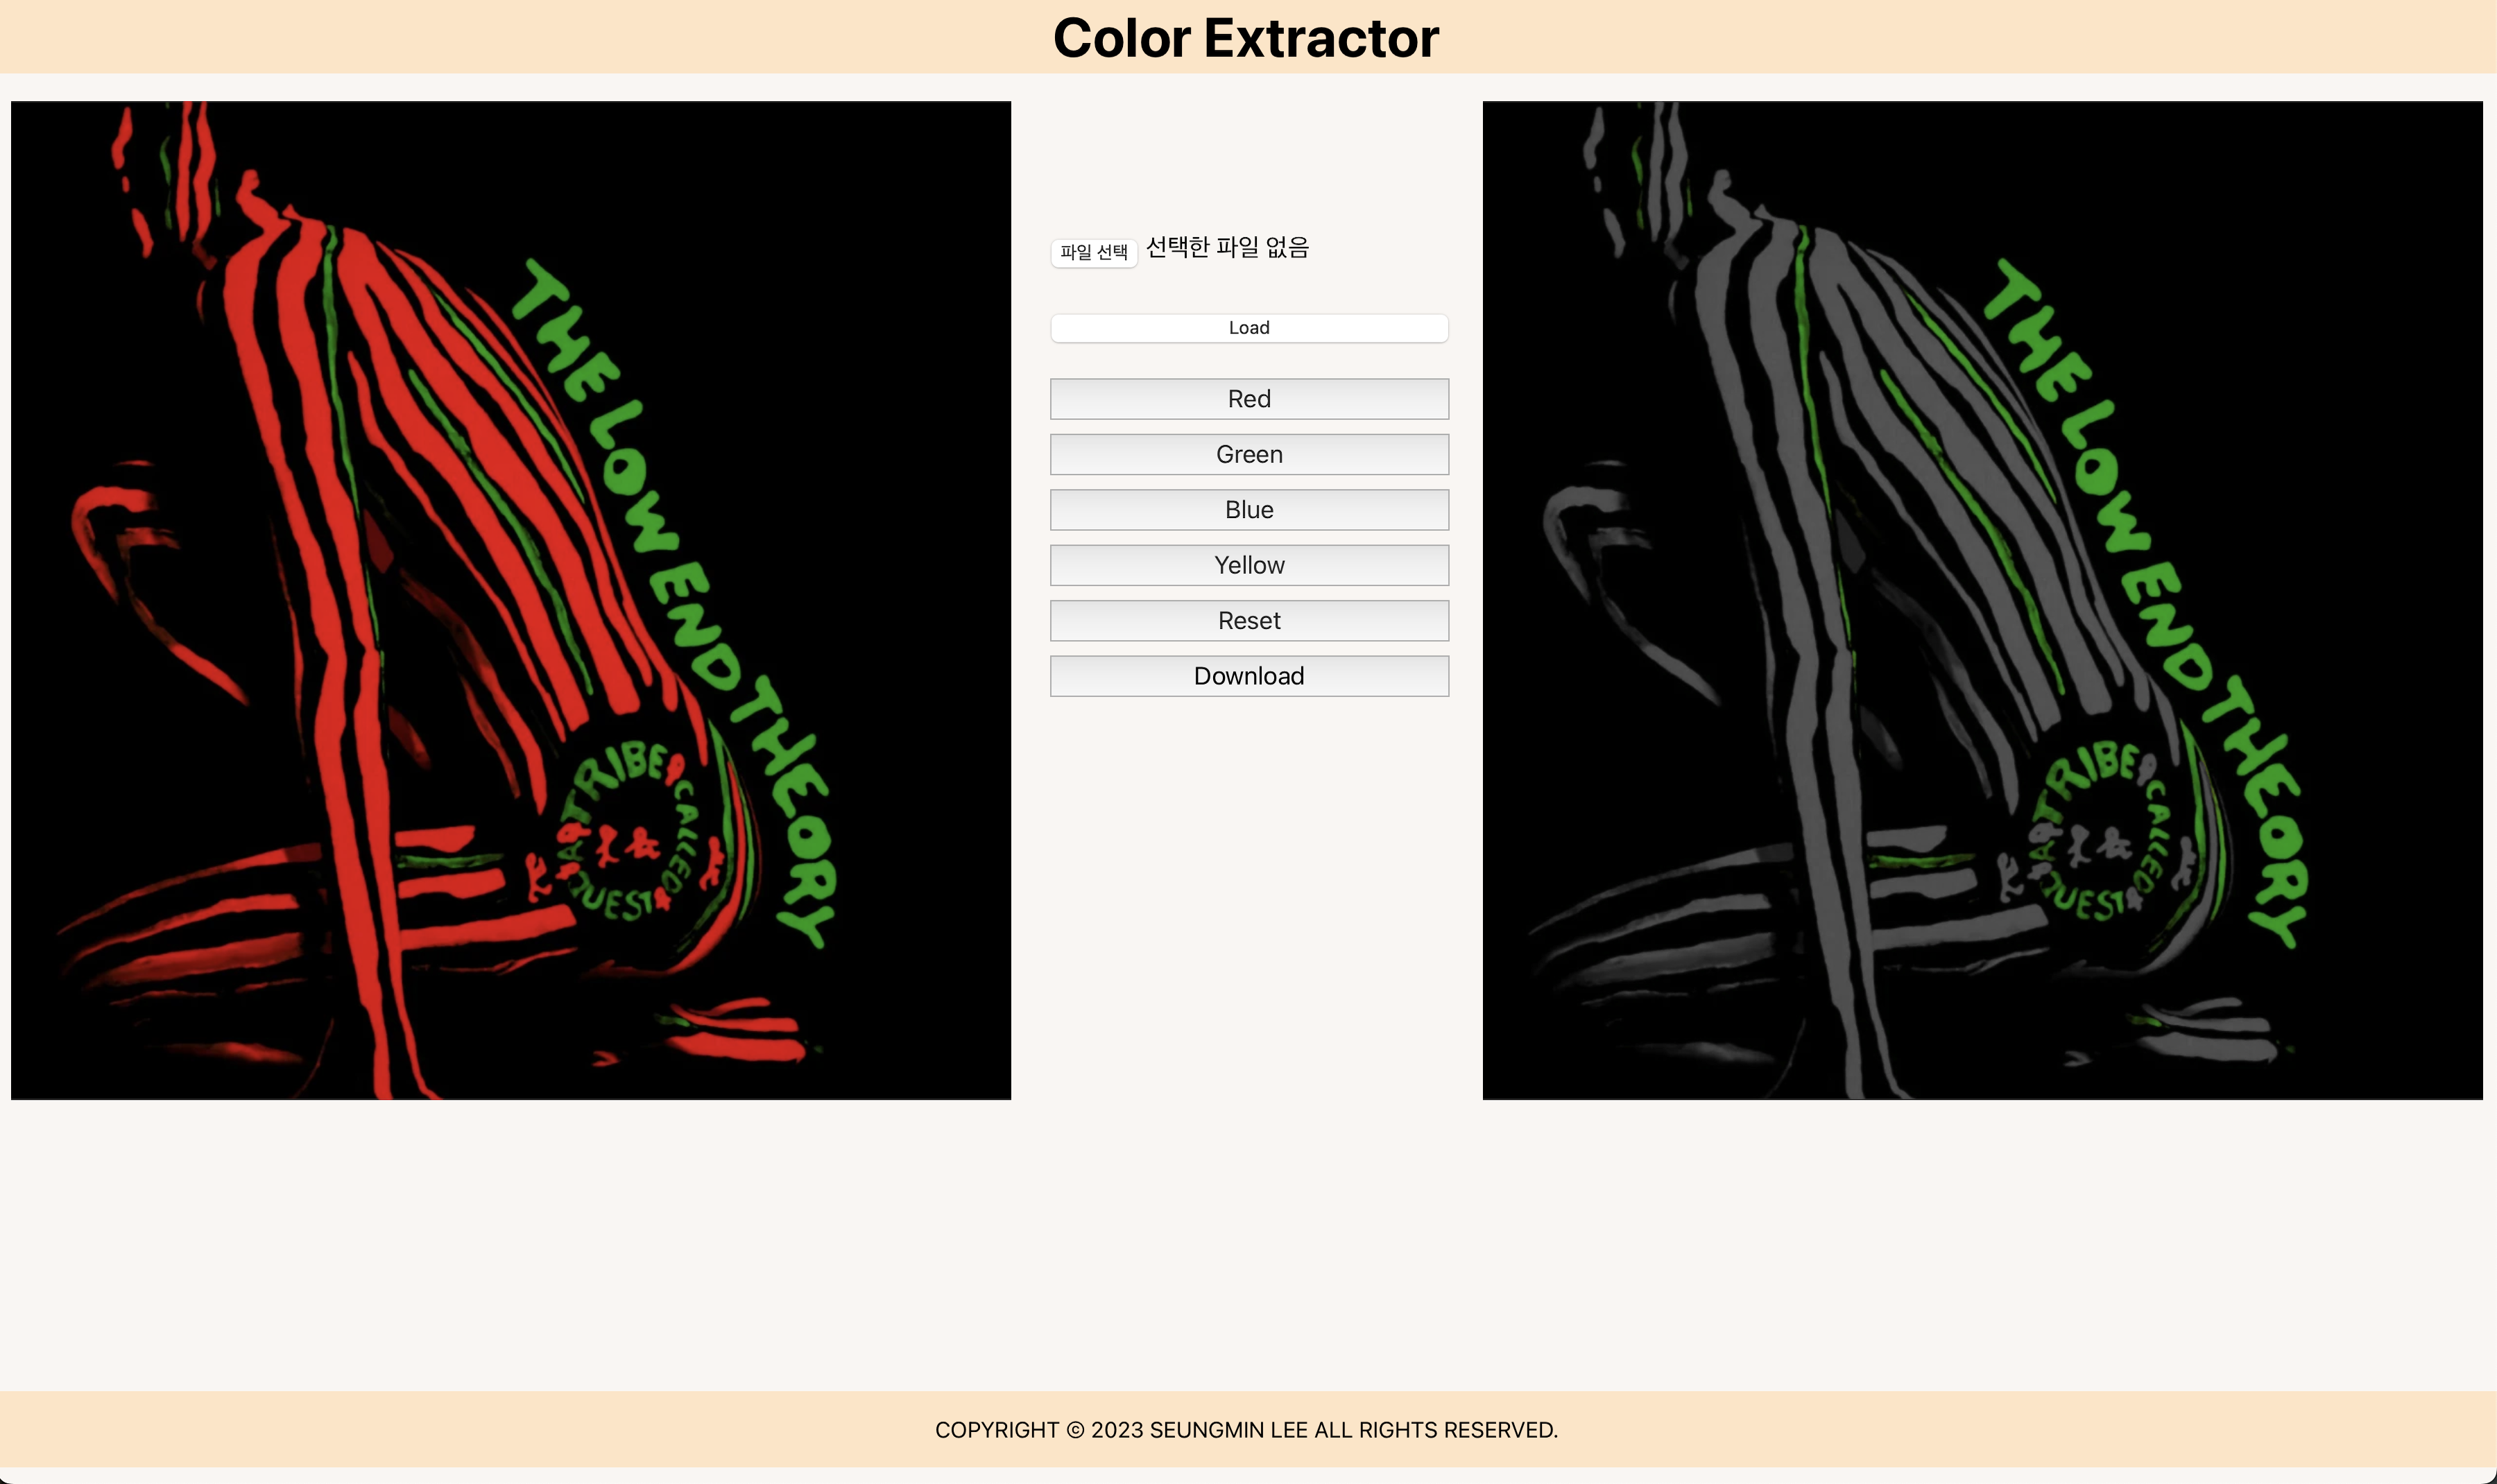 Color Extractor
THE LOW END THEORY
A TRIBE CALLED QUEST
파일 선택 선택한 파일 없음
Load
Red
Green
Blue
Yellow
Reset
Download
THE LOW END THEORY
A TRIBE CALLED QUEST
COPYRIGHT © 2023 SEUNGMIN LEE ALL RIGHTS RESERVED.